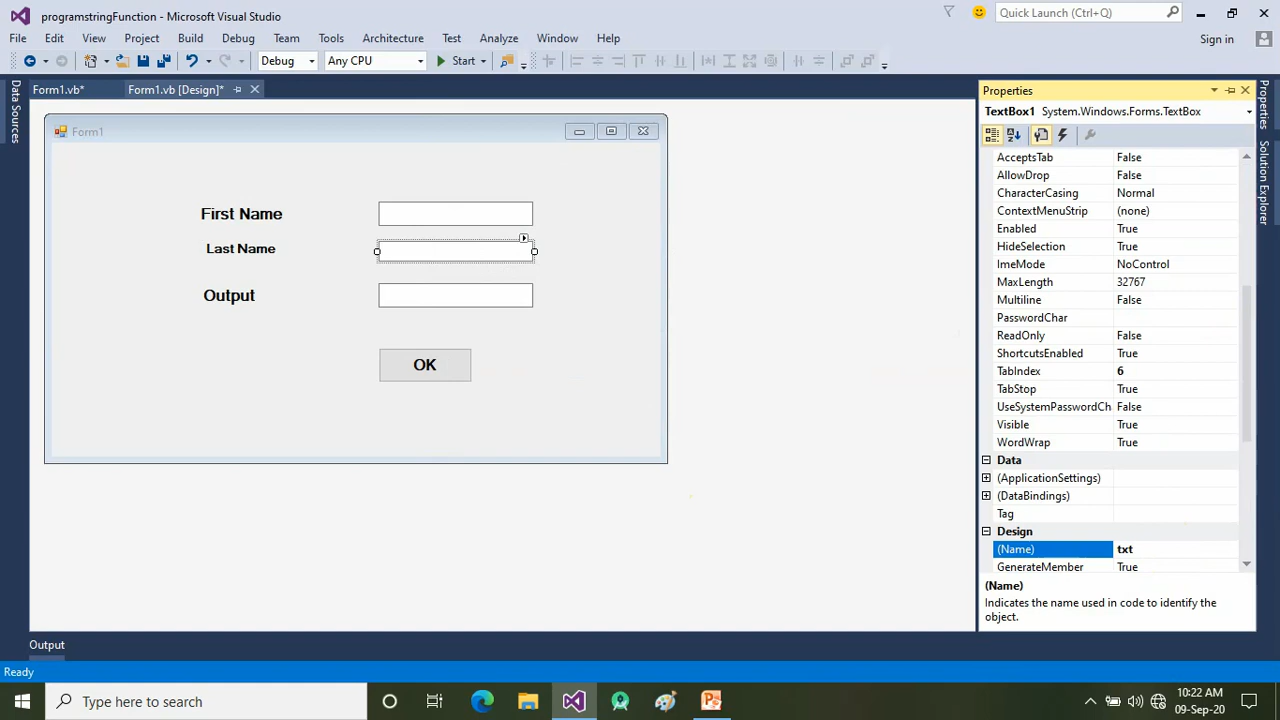 programstringFunction - Microsoft Visual Studio
Quick Launch (Ctrl+Q)
File Edit View Project Build Debug Team Tools Architecture Test Analyze Window Help
Sign in
Debug Any CPU Start
Data Sources
Form1.vb*
Form1.vb [Design]*
Form1
First Name
Last Name
Output
OK
Properties
TextBox1 System.Windows.Forms.TextBox
AcceptsTab False
AllowDrop False
CharacterCasing Normal
ContextMenuStrip (none)
Enabled True
HideSelection True
ImeMode NoControl
MaxLength 32767
Multiline False
PasswordChar
ReadOnly False
ShortcutsEnabled True
TabIndex 6
TabStop True
UseSystemPasswordCh False
Visible True
WordWrap True
Data
(ApplicationSettings)
(DataBindings)
Tag
Design
(Name) txt
GenerateMember True
(Name)
Indicates the name used in code to identify the
object.
Properties
Solution Explorer
Output
Ready
Type here to search
10:22 AM
09-Sep-20